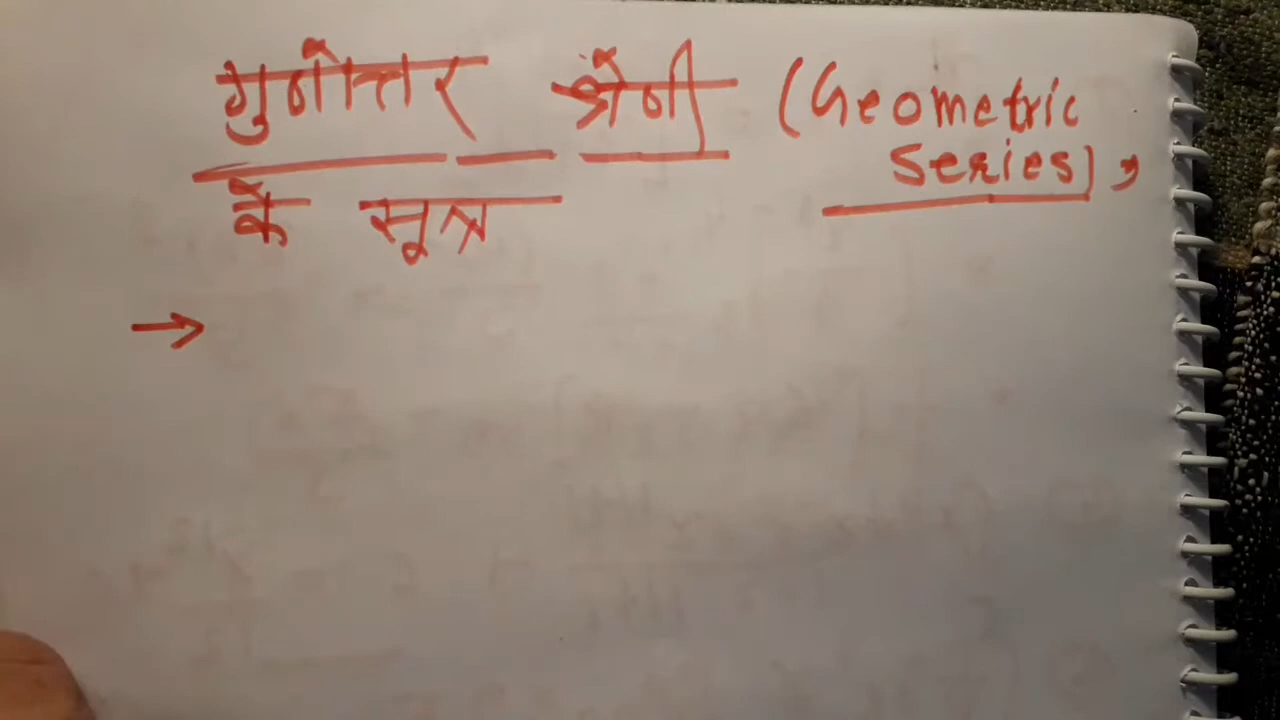 गुनोत्तर श्रेनी (Geometric
Series),
के सूत्र
→